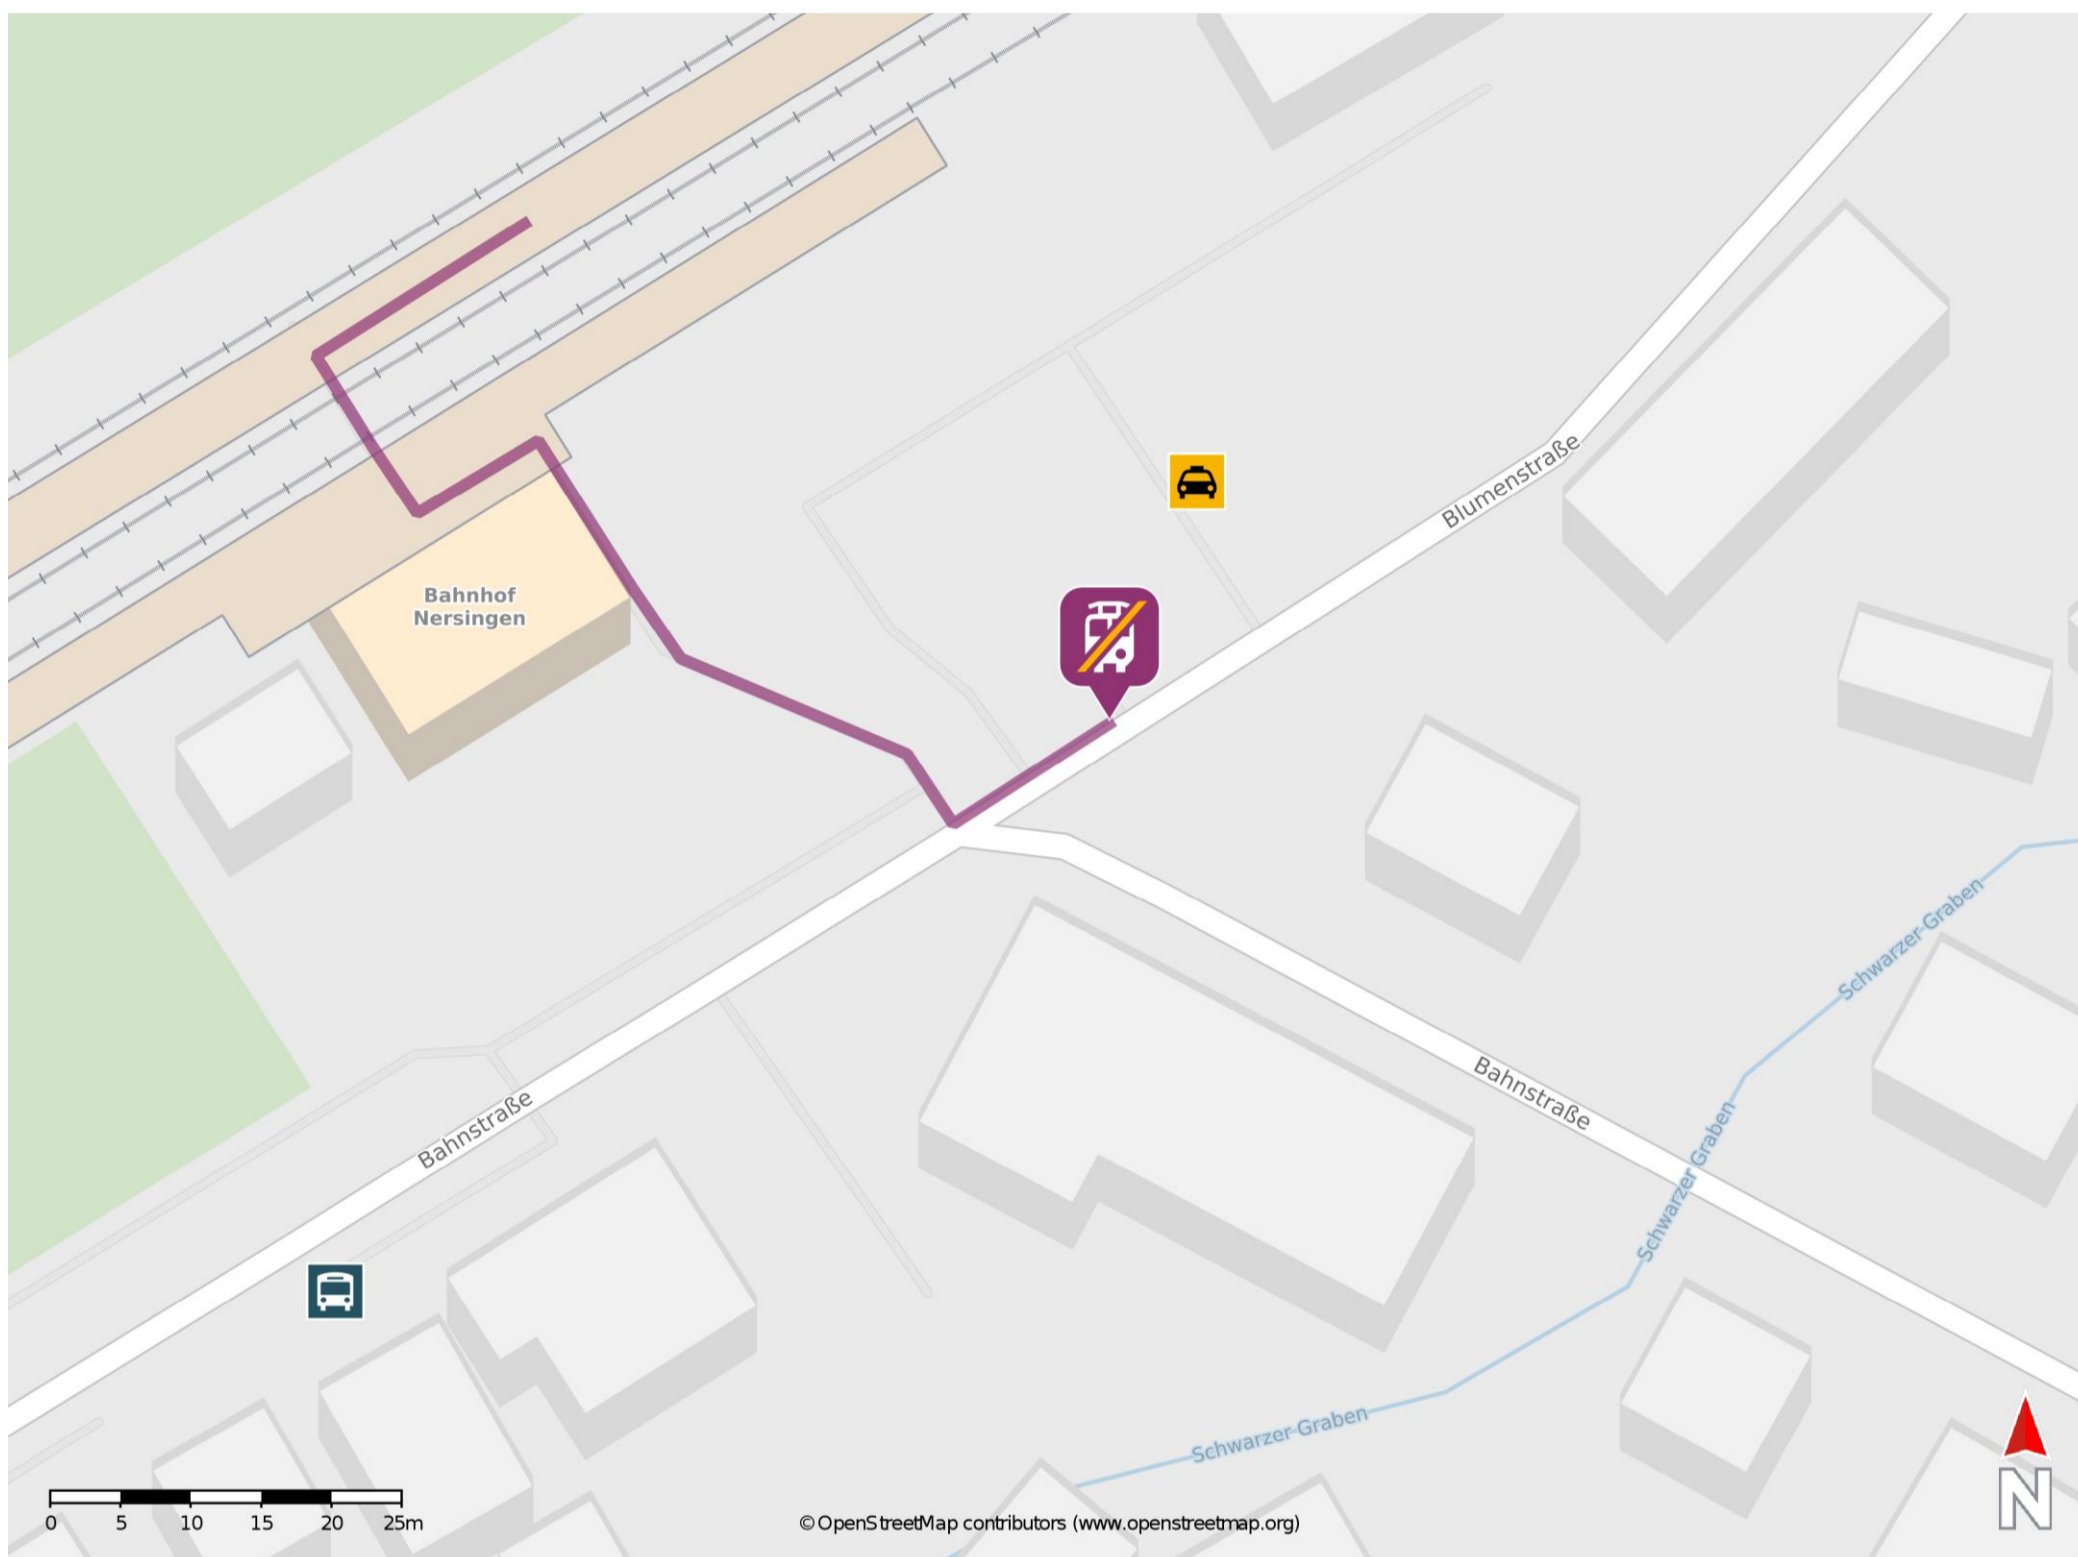 Blumenstraße
Bahnhof
Nersingen
Schwarzer Graben
Bahnstraße
Bahnstraße
Schwarzer Graben
Schwarzer Graben
0 5 10 15 20 25m
© OpenStreetMap contributors (www.openstreetmap.org)
N